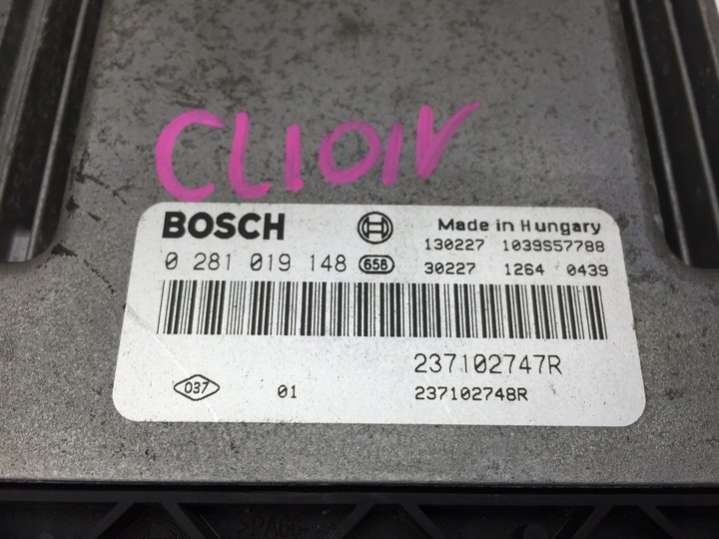 CLIOIV
BOSCH
Made in Hungary
130227 1039S57788
0 281 019 148 658
30227 1264 0439
237102747R
037 01
237102748R